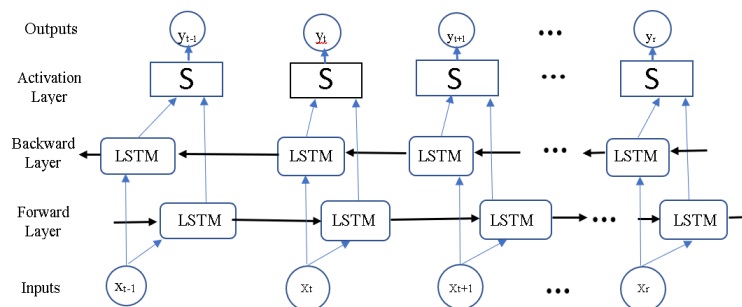 Outputs yt-1 yt yt+1 ••• yr
Activation Layer S S S ••• S
Backward Layer LSTM LSTM LSTM ••• LSTM
Forward Layer LSTM LSTM LSTM ••• LSTM
Inputs xt-1 Xt Xt+1 ••• Xr